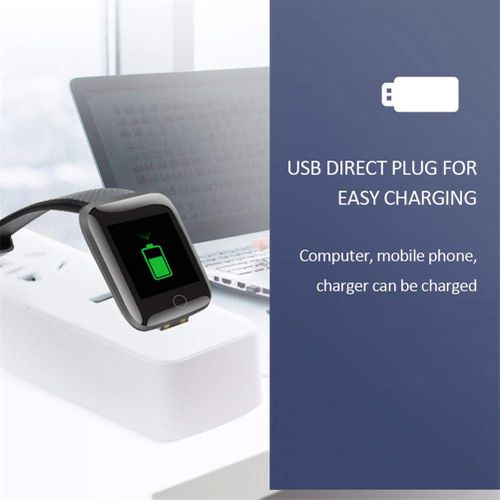 USB DIRECT PLUG FOR
EASY CHARGING
Computer, mobile phone,
charger can be charged